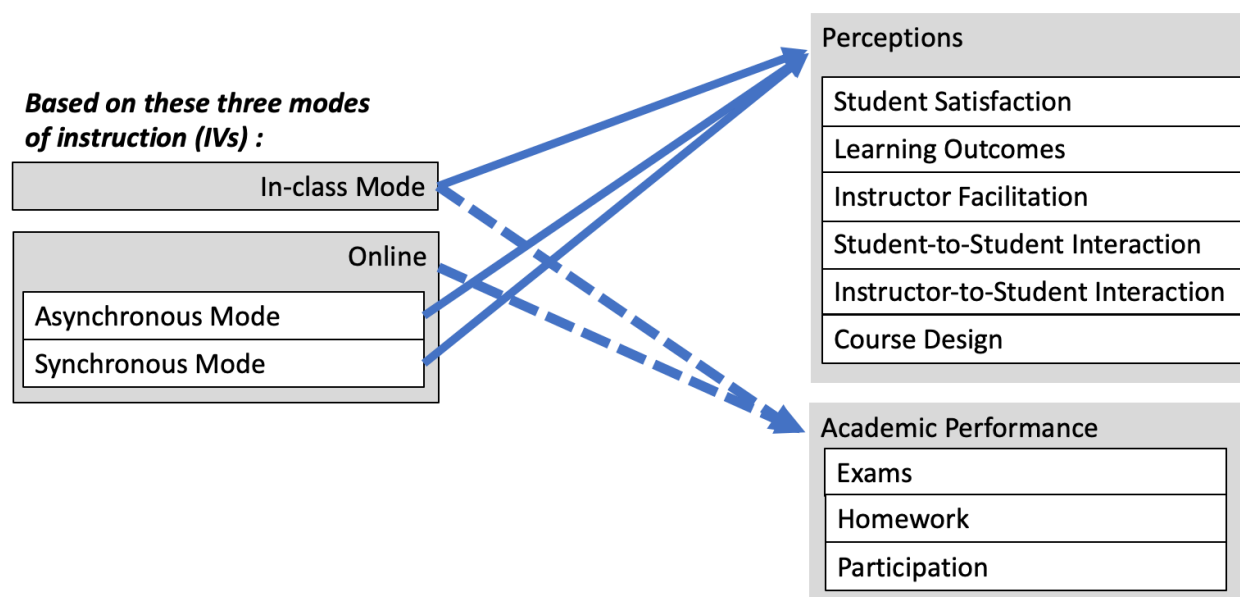 Based on these three modes
of instruction (IVs) :
In-class Mode
Online
Asynchronous Mode
Synchronous Mode
Perceptions
Student Satisfaction
Learning Outcomes
Instructor Facilitation
Student-to-Student Interaction
Instructor-to-Student Interaction
Course Design
Academic Performance
Exams
Homework
Participation